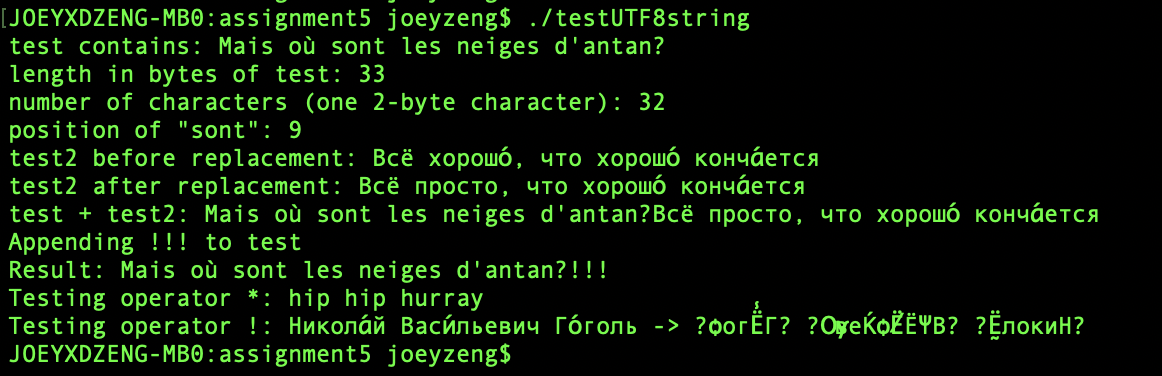 JOEYXDZENG-MB0:assignment5 joeyzeng$ ./testUTF8string
test contains: Mais où sont les neiges d'antan?
length in bytes of test: 33
number of characters (one 2-byte character): 32
position of "sont": 9
test2 before replacement: Всё хорошо́, что хорошо́ конча́ется
test2 after replacement: Всё просто, что хорошо́ конча́ется
test + test2: Mais où sont les neiges d'antan?Всё просто, что хорошо́ конча́ется
Appending !!! to test
Result: Mais où sont les neiges d'antan?!!!
Testing operator *: hip hip hurray
Testing operator !: Никола́й Васи́льевич Го́голь ->
JOEYXDZENG-MB0:assignment5 joeyzeng$